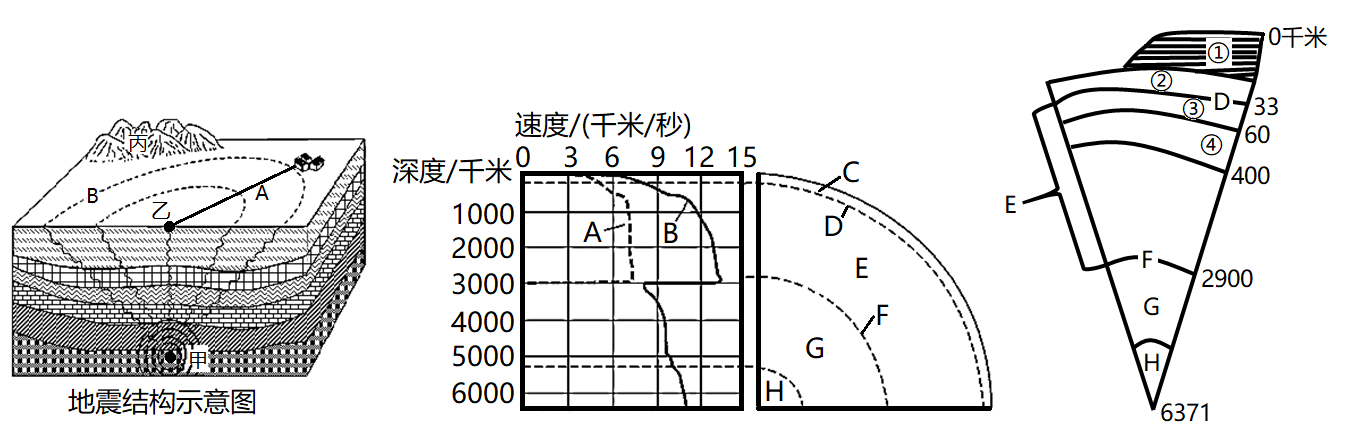 丙
B
A
乙
甲
地震结构示意图
速度/(千米/秒)
深度/千米
0 3 6 9 12 15
1000
2000
3000
4000
5000
6000
A
B
C
D
E
F
G
H
0千米
①
②
D
33
③
60
④
400
E
F
2900
G
H
6371